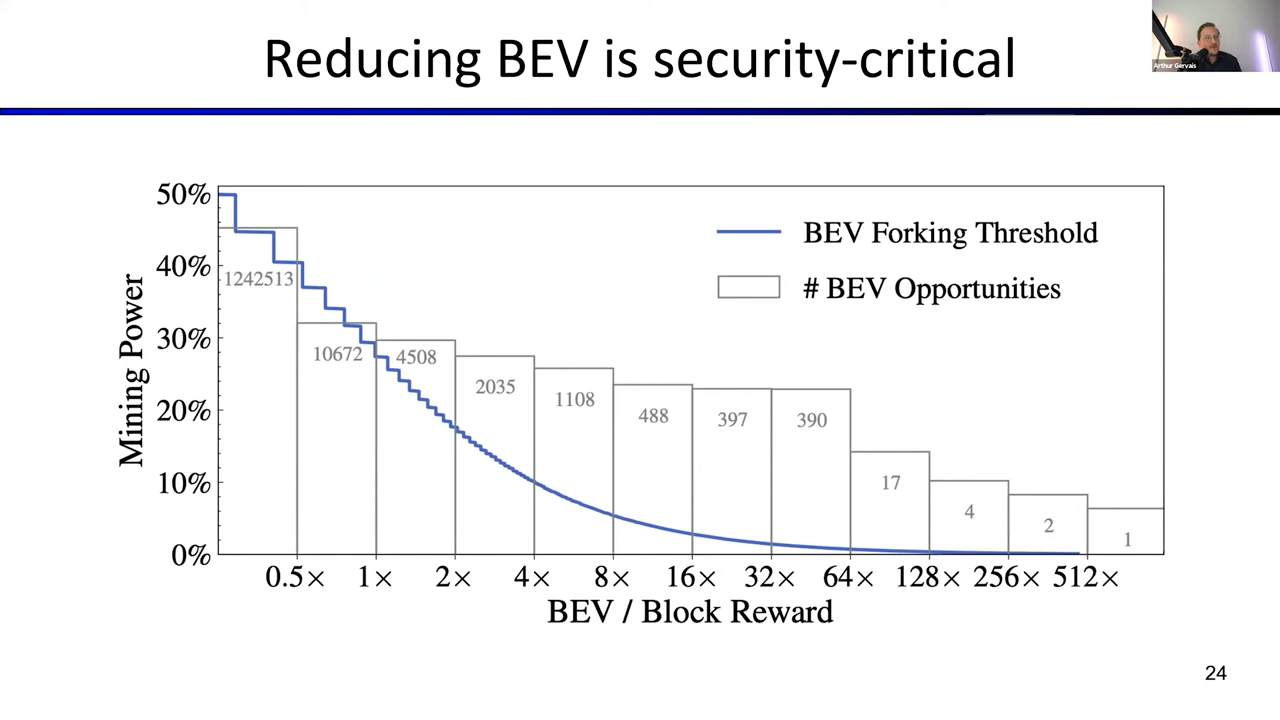 Reducing BEV is security-critical
Arthur Gervais
50%
40%
30%
20%
10%
0%
Mining Power
BEV Forking Threshold
# BEV Opportunities
1242513
10672
4508
2035
1108
488
397
390
17
4
2
1
0.5× 1× 2× 4× 8× 16× 32× 64× 128× 256× 512×
BEV / Block Reward
24